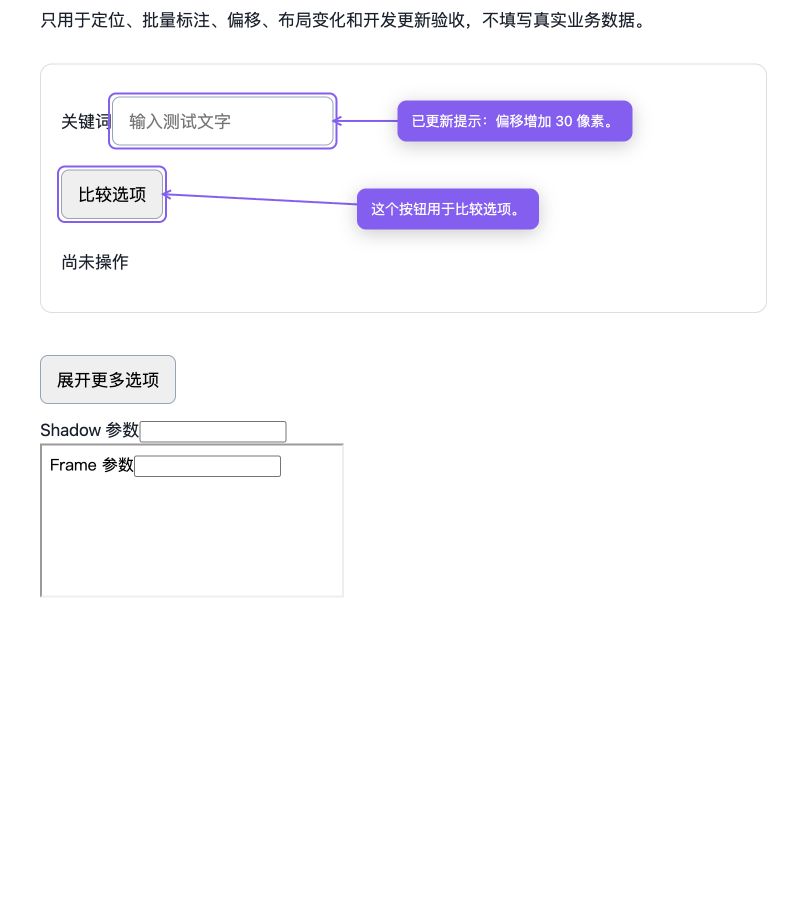 只用于定位、批量标注、偏移、布局变化和开发更新验收，不填写真实业务数据。
关键词 输入测试文字 已更新提示：偏移增加 30 像素。
比较选项 这个按钮用于比较选项。
尚未操作
展开更多选项
Shadow 参数
Frame 参数